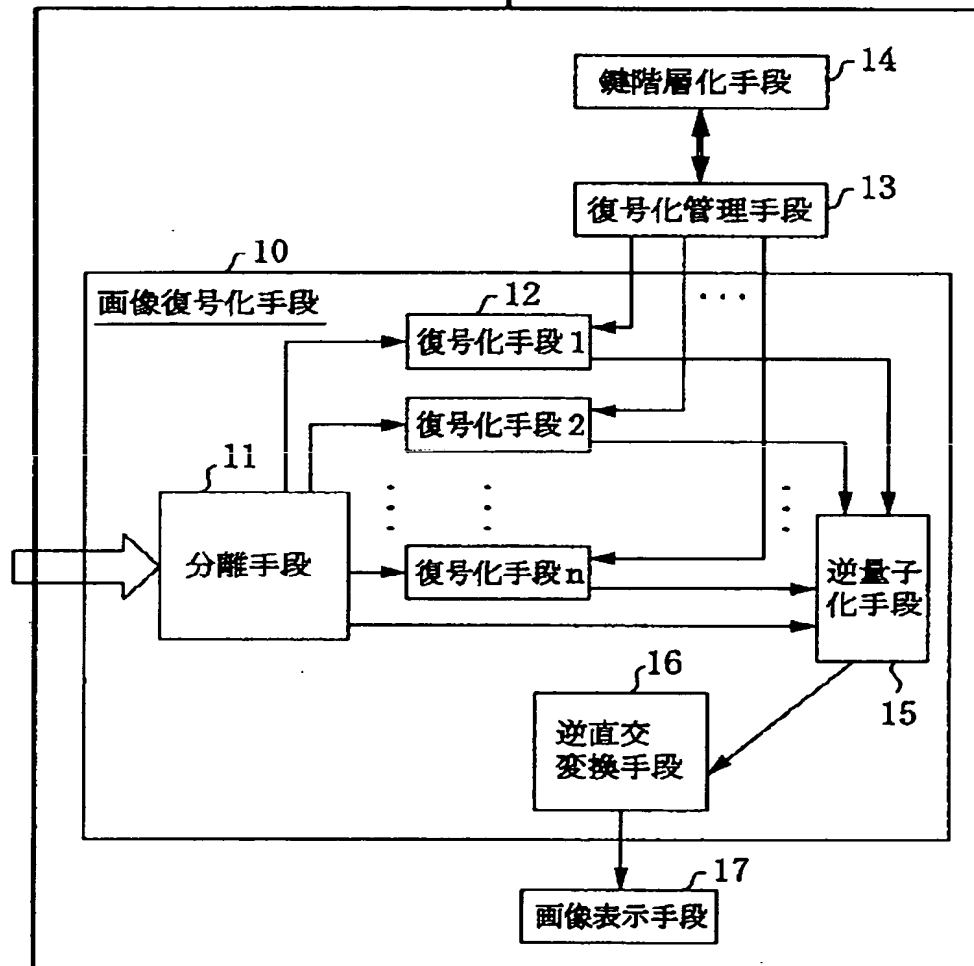 14
鍵階層化手段
13
復号化管理手段
10
画像復号化手段
12
・・・
復号化手段1
復号化手段2
11
分離手段
復号化手段n
逆量子
化手段
16
15
逆直交
変換手段
17
画像表示手段